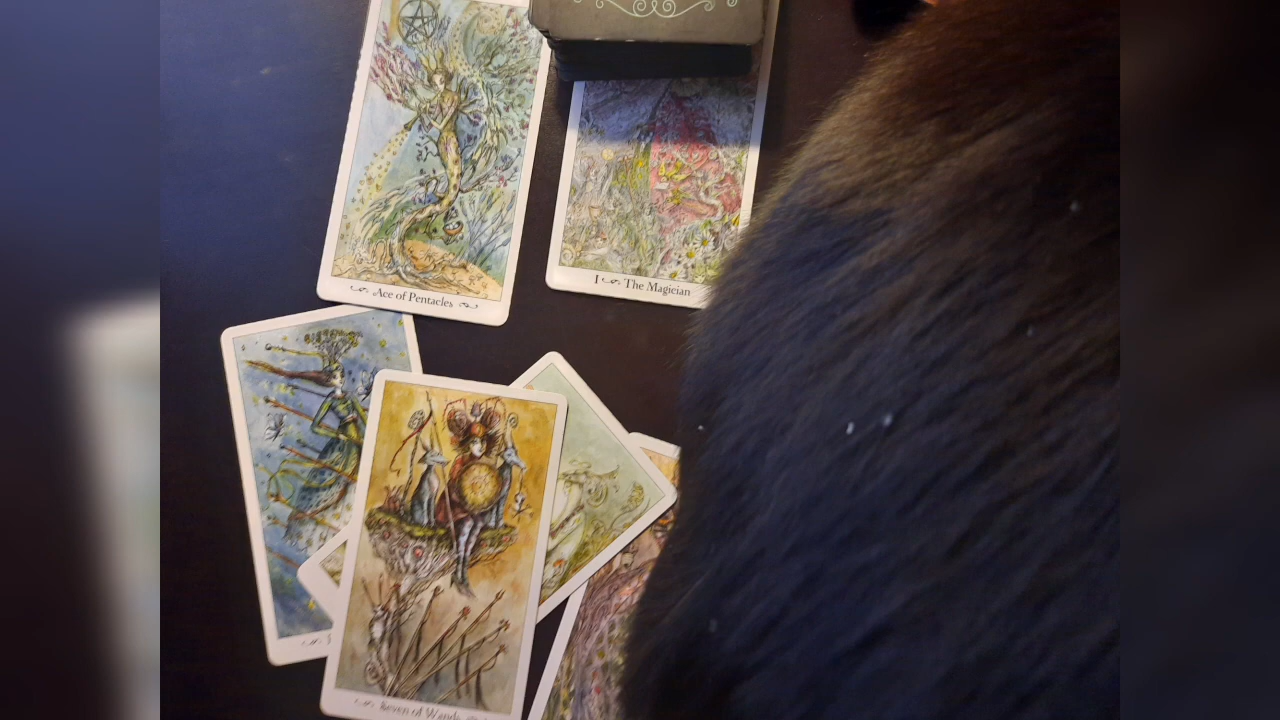 Ace of Pentacles
I The Magician
Seven of Wands